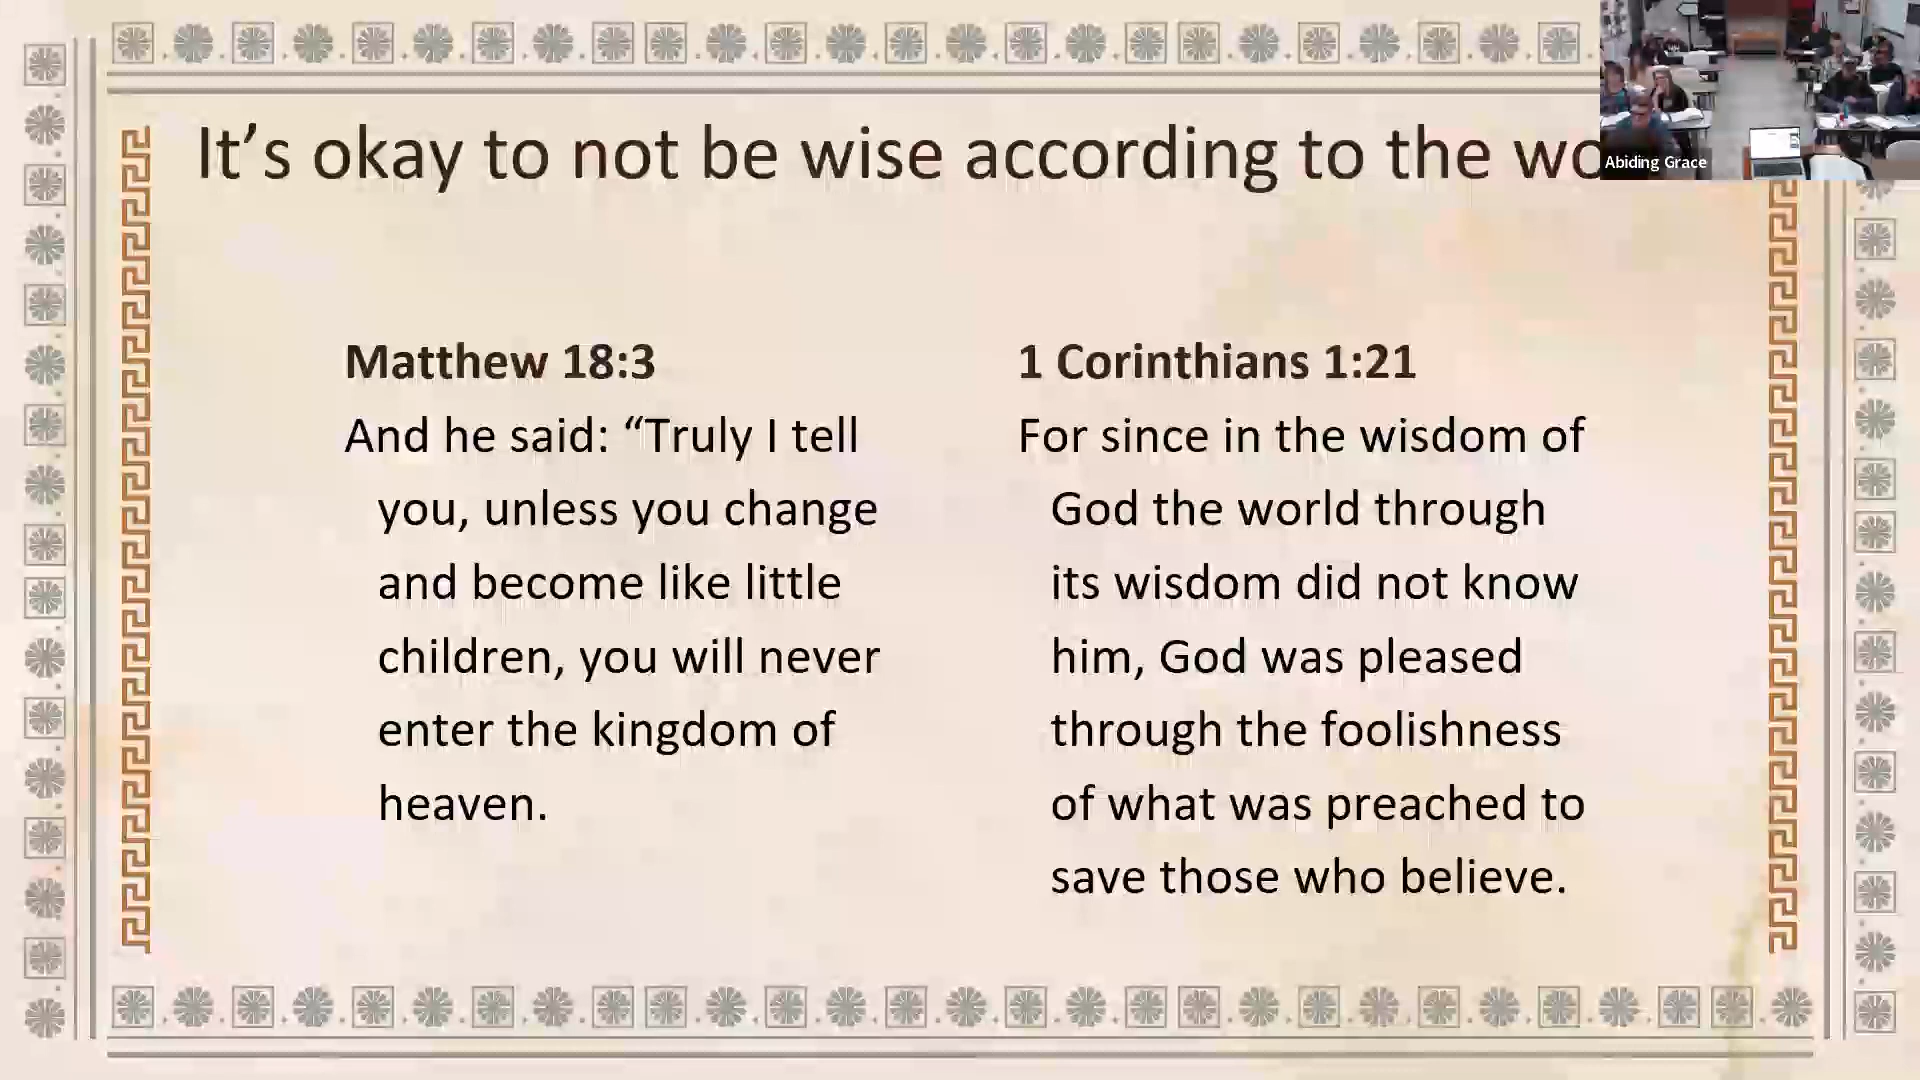 It’s okay to not be wise according to the
Abiding Grace
Matthew 18:3
And he said: “Truly I tell
you, unless you change
and become like little
children, you will never
enter the kingdom of
heaven.
1 Corinthians 1:21
For since in the wisdom of
God the world through
its wisdom did not know
him, God was pleased
through the foolishness
of what was preached to
save those who believe.